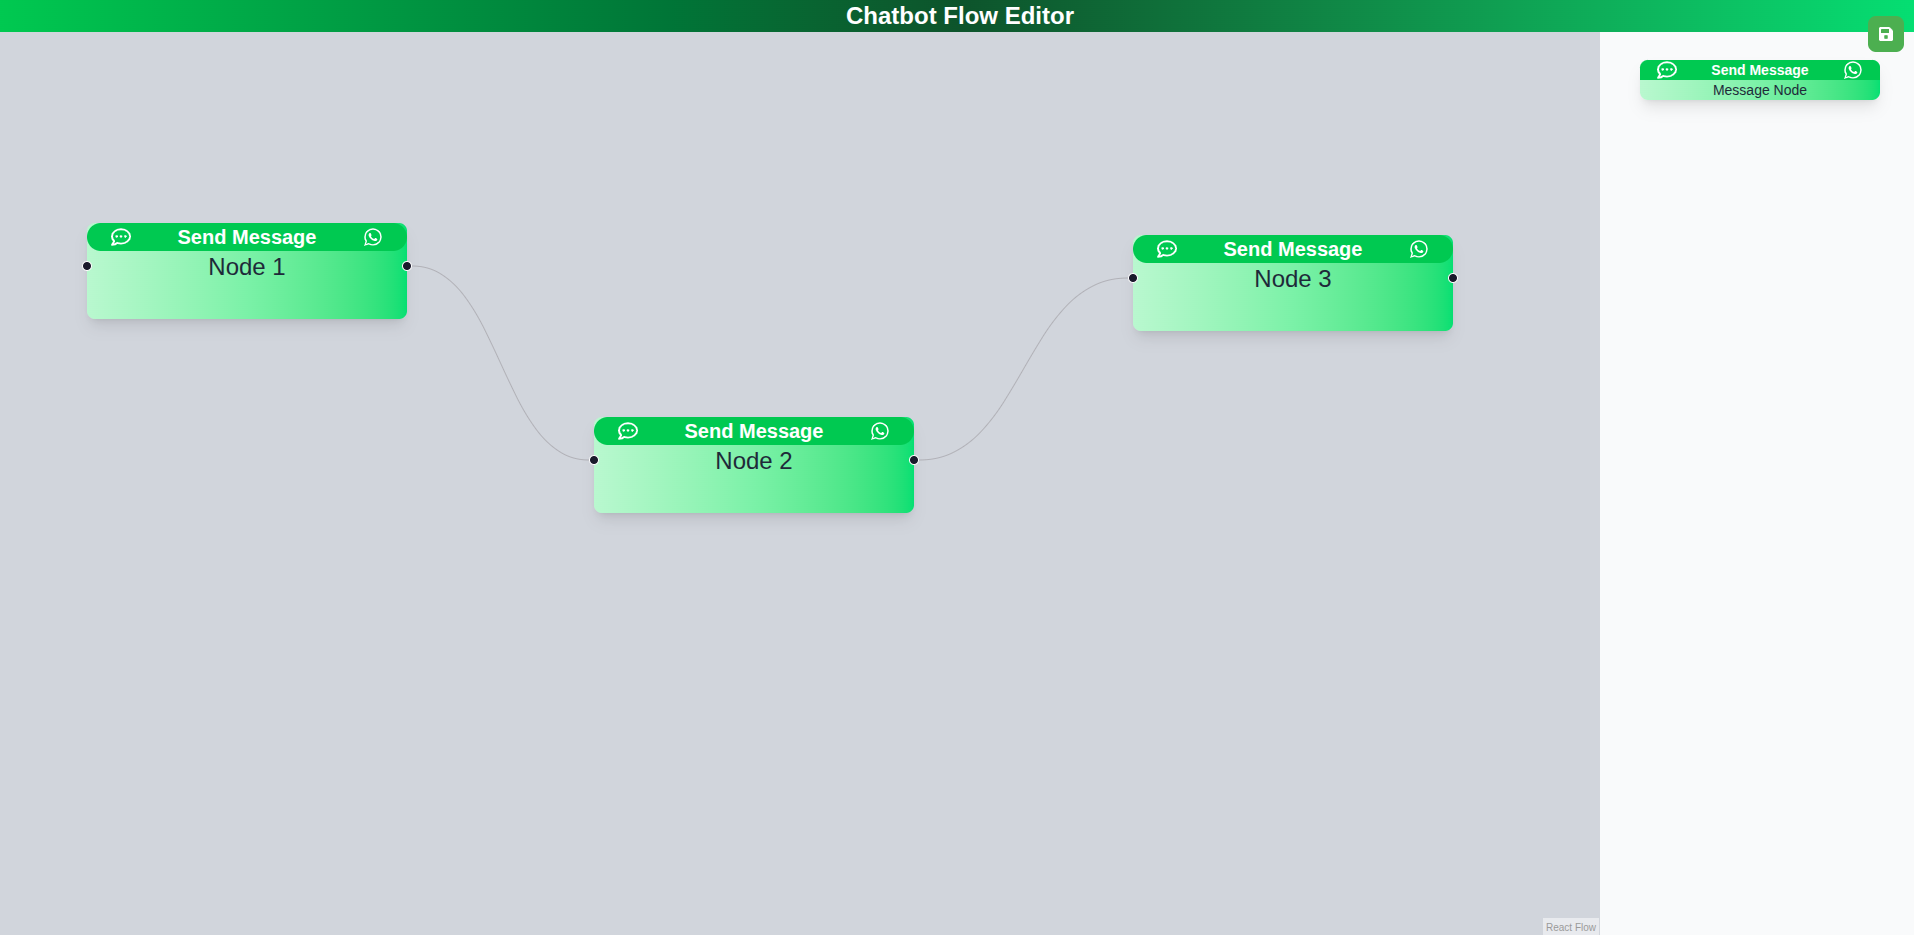 Chatbot Flow Editor
Send Message
Message Node
Send Message
Node 1
Send Message
Node 3
Send Message
Node 2
React Flow